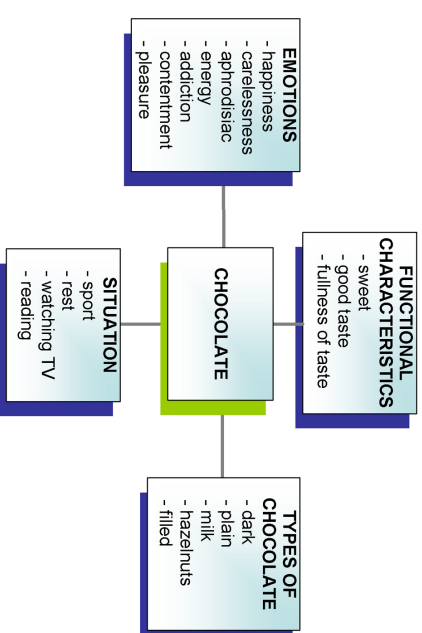 EMOTIONS
- happiness
- carelessness
- aphrodisiac
- energy
- addiction
- contentment
- pleasure
FUNCTIONAL
CHARACTERISTICS
- sweet
- good taste
- fullness of taste
CHOCOLATE
SITUATION
- sport
- rest
- watching TV
- reading
TYPES OF
CHOCOLATE
- dark
- plain
- milk
- hazelnuts
- filled